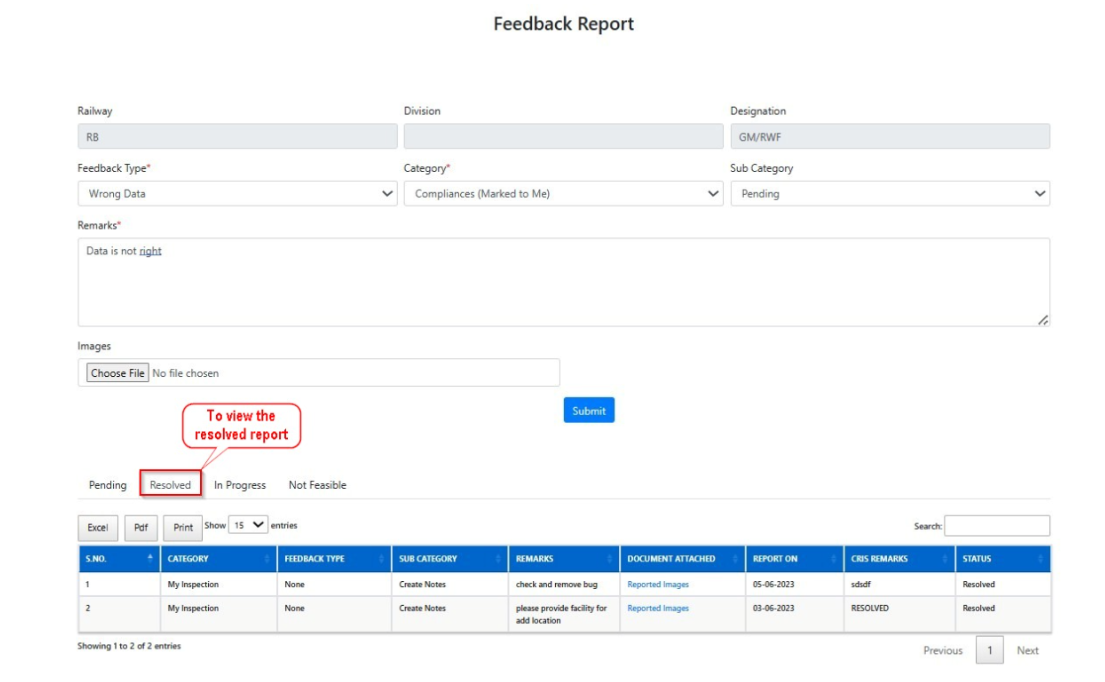 Feedback Report
Railway Division Designation
RB GM/RWF
Feedback Type* Category* Sub Category
Wrong Data Compliances (Marked to Me) Pending
Remarks*
Data is not right
Images
Choose File No file chosen
Submit
To view the
resolved report
Pending Resolved In Progress Not Feasible
Excel Pdf Print Show 15 entries Search:
S.NO. CATEGORY FEEDBACK TYPE SUB CATEGORY REMARKS DOCUMENT ATTACHED REPORT ON CRIS REMARKS STATUS
1 My Inspection None Create Notes check and remove bug Reported Images 05-06-2023 sdsdf Resolved
2 My Inspection None Create Notes please provide facility for Reported Images 03-06-2023 RESOLVED Resolved
add location
Showing 1 to 2 of 2 entries
Previous 1 Next